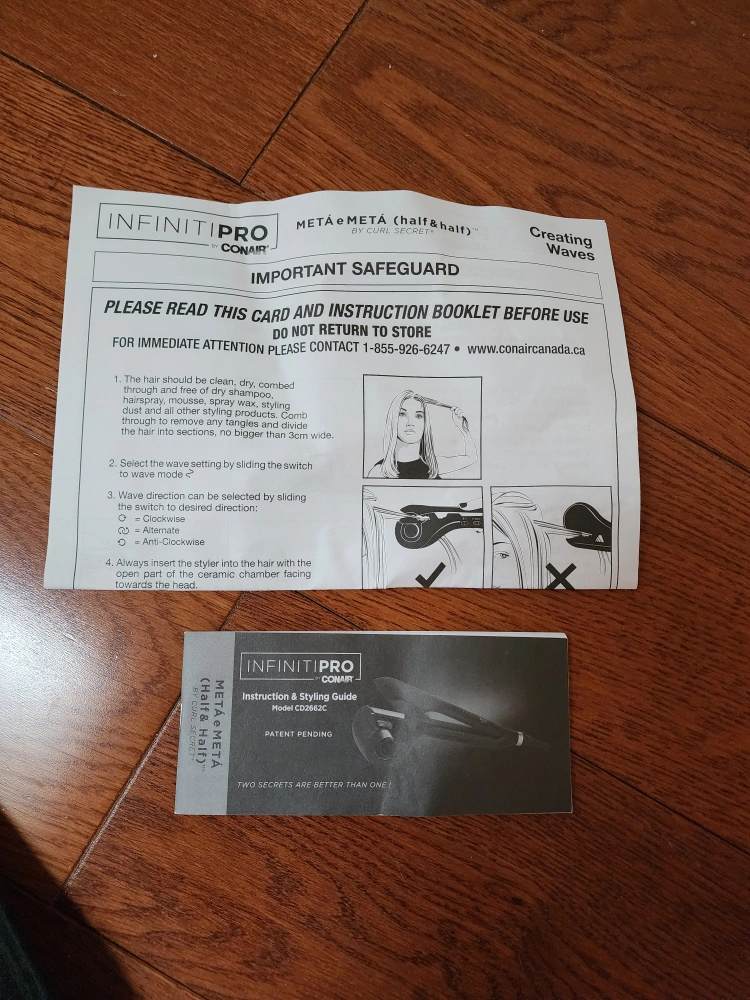 INFINITIPRO
BY CONAIR®
METÁ e METÁ (half & half)™
BY CURL SECRET®
Creating
Waves
IMPORTANT SAFEGUARD
PLEASE READ THIS CARD AND INSTRUCTION BOOKLET BEFORE USE
DO NOT RETURN TO STORE
FOR IMMEDIATE ATTENTION PLEASE CONTACT 1-855-926-6247 • www.conaircanada.ca
1. The hair should be clean, dry, combed
through and free of dry shampoo,
hairspray, mousse, spray wax, styling
dust and all other styling products. Comb
through to remove any tangles and divide
the hair into sections, no bigger than 3cm wide.
2. Select the wave setting by sliding the switch
to wave mode
3. Wave direction can be selected by sliding
the switch to desired direction:
= Clockwise
= Alternate
= Anti-Clockwise
4. Always insert the styler into the hair with the
open part of the ceramic chamber facing
towards the head.
METÁ e METÁ
(Half & Half)™
BY CURL SECRET®
INFINITIPRO
BY CONAIR®
Instruction & Styling Guide
Model CD2662C
PATENT PENDING
TWO SECRETS ARE BETTER THAN ONE!